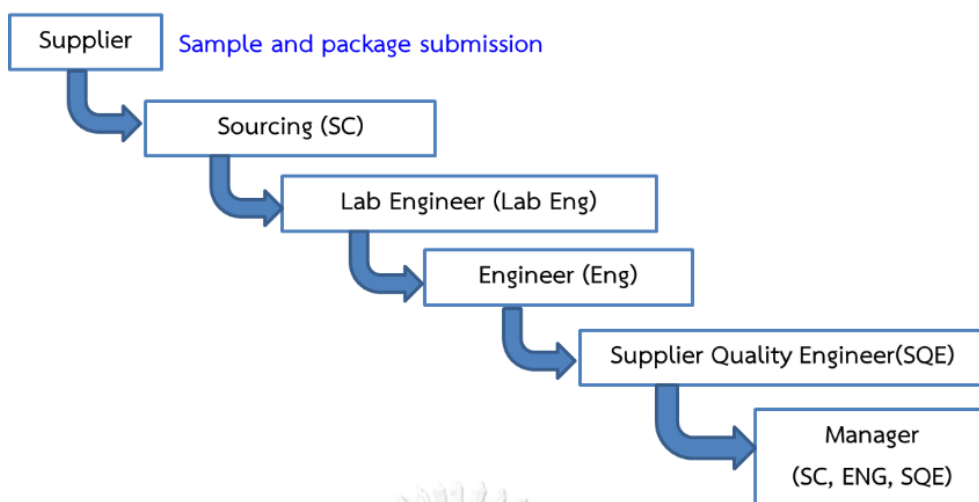 Supplier
Sample and package submission
Sourcing (SC)
Lab Engineer (Lab Eng)
Engineer (Eng)
Supplier Quality Engineer(SQE)
Manager
(SC, ENG, SQE)